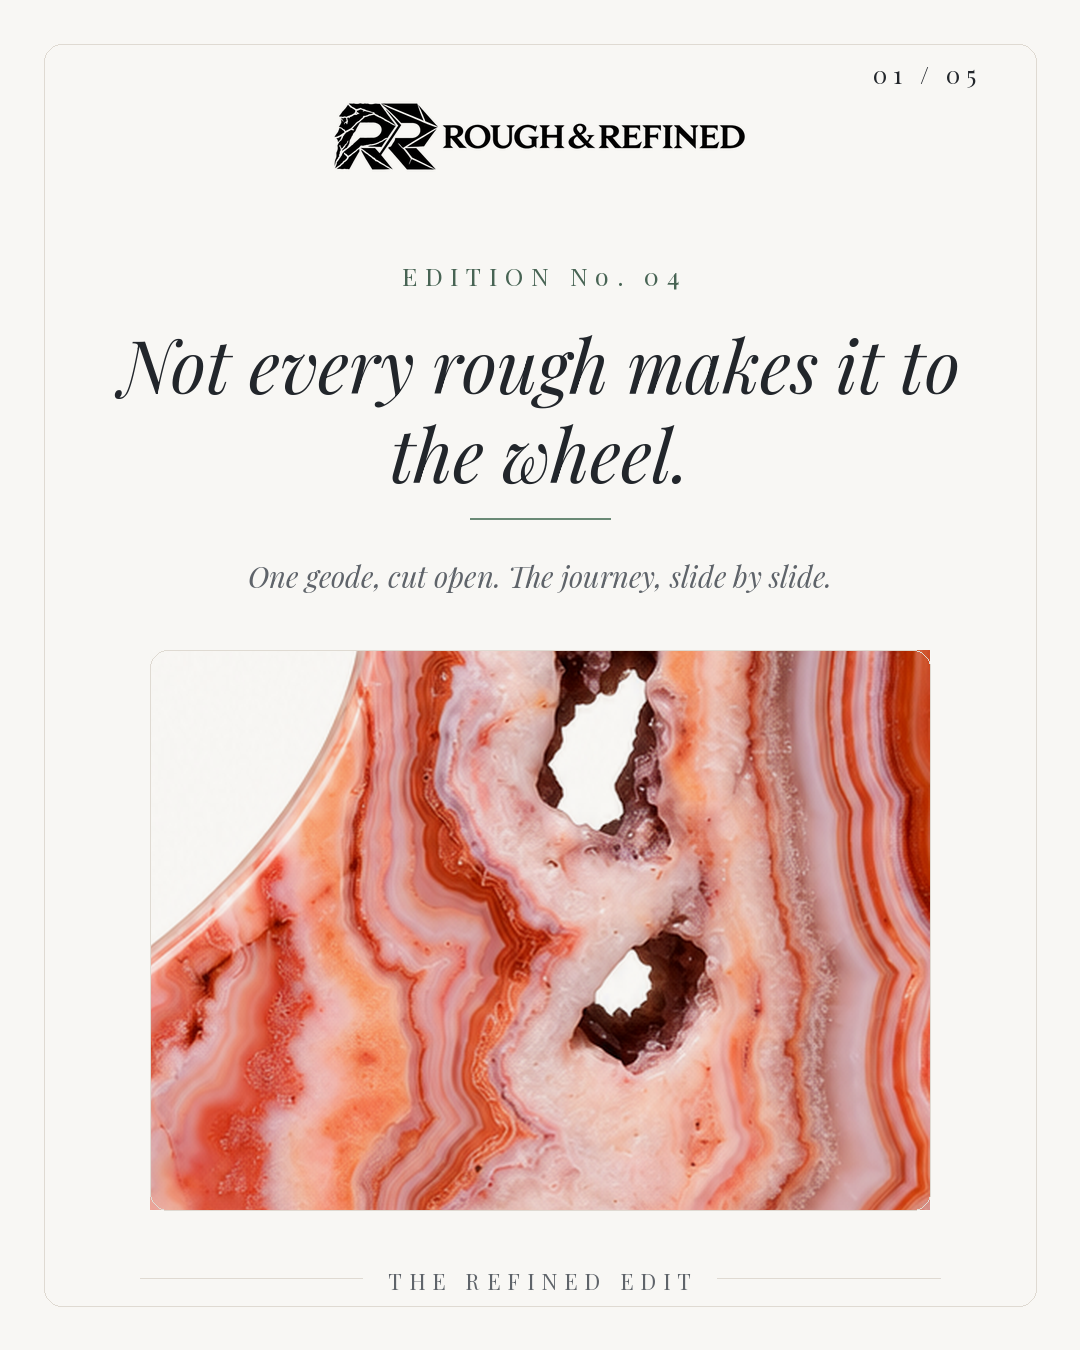 01 / 05
ROUGH & REFINED
EDITION No. 04
Not every rough makes it to
the wheel.
One geode, cut open. The journey, slide by slide.
THE REFINED EDIT